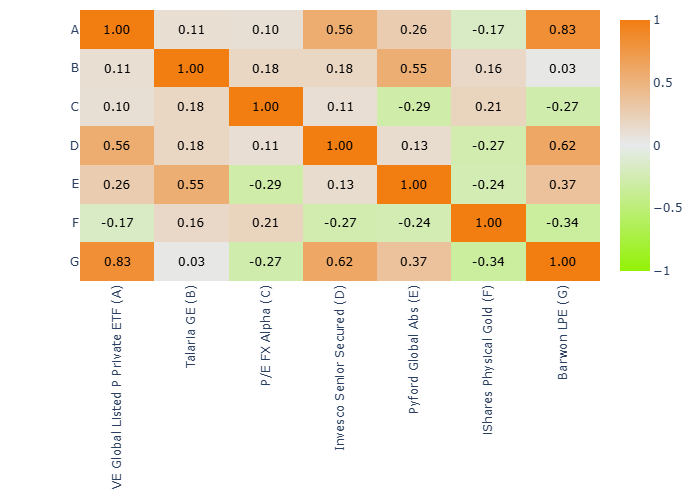 A 1.00 0.11 0.10 0.56 0.26 −0.17 0.83
B 0.11 1.00 0.18 0.18 0.55 0.16 0.03
C 0.10 0.18 1.00 0.11 -0.29 0.21 -0.27
D 0.56 0.18 0.11 1.00 0.13 -0.27 0.62
E 0.26 0.55 -0.29 0.13 1.00 -0.24 0.37
F -0.17 0.16 0.21 -0.27 -0.24 1.00 -0.34
G 0.83 0.03 -0.27 0.62 0.37 -0.34 1.00
VE Global Listed P Private ETF (A)
Talaria GE (B)
P/E FX Alpha (C)
Invesco Senior Secured (D)
Pyford Global Abs (E)
IShares Physical Gold (F)
Barwon LPE (G)
1
0.5
0
−0.5
−1